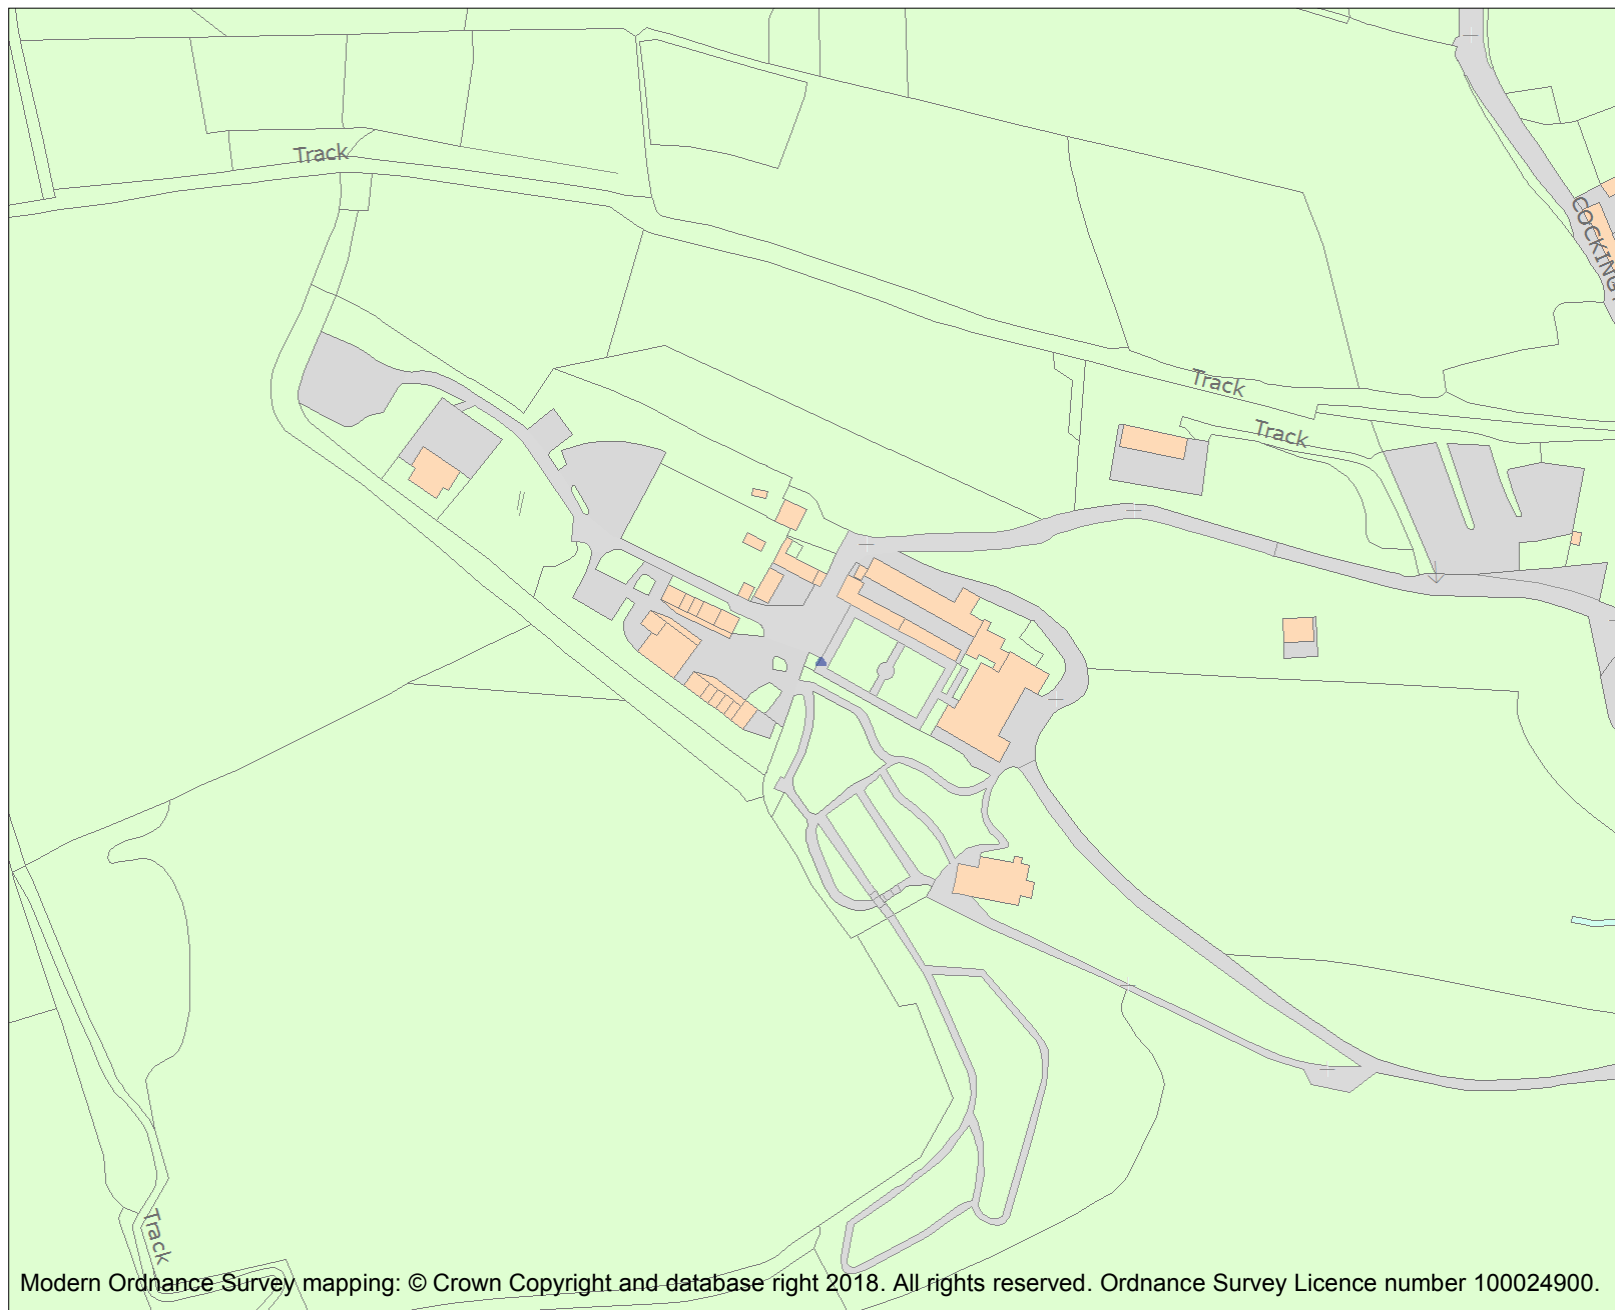 Track
COCKING
Track
Track
Track
Modern Ordnance Survey mapping: © Crown Copyright and database right 2018. All rights reserved. Ordnance Survey Licence number 100024900.